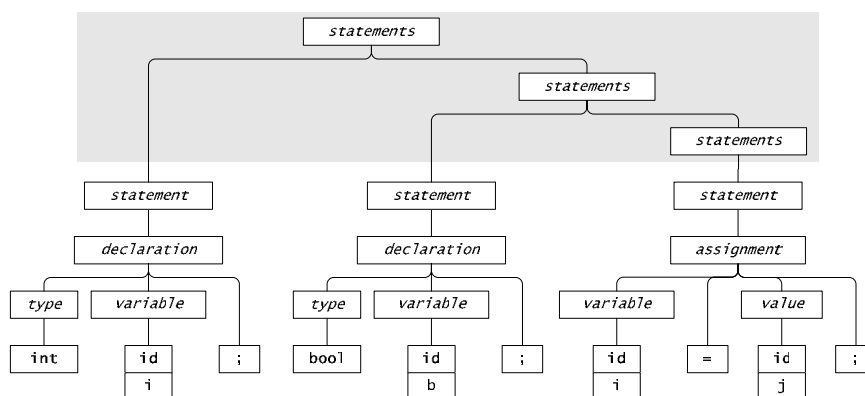 statements
statements
statements
statement statement statement
declaration declaration assignment
type variable type variable variable value
int id ; bool id ; id = id ;
i b i j